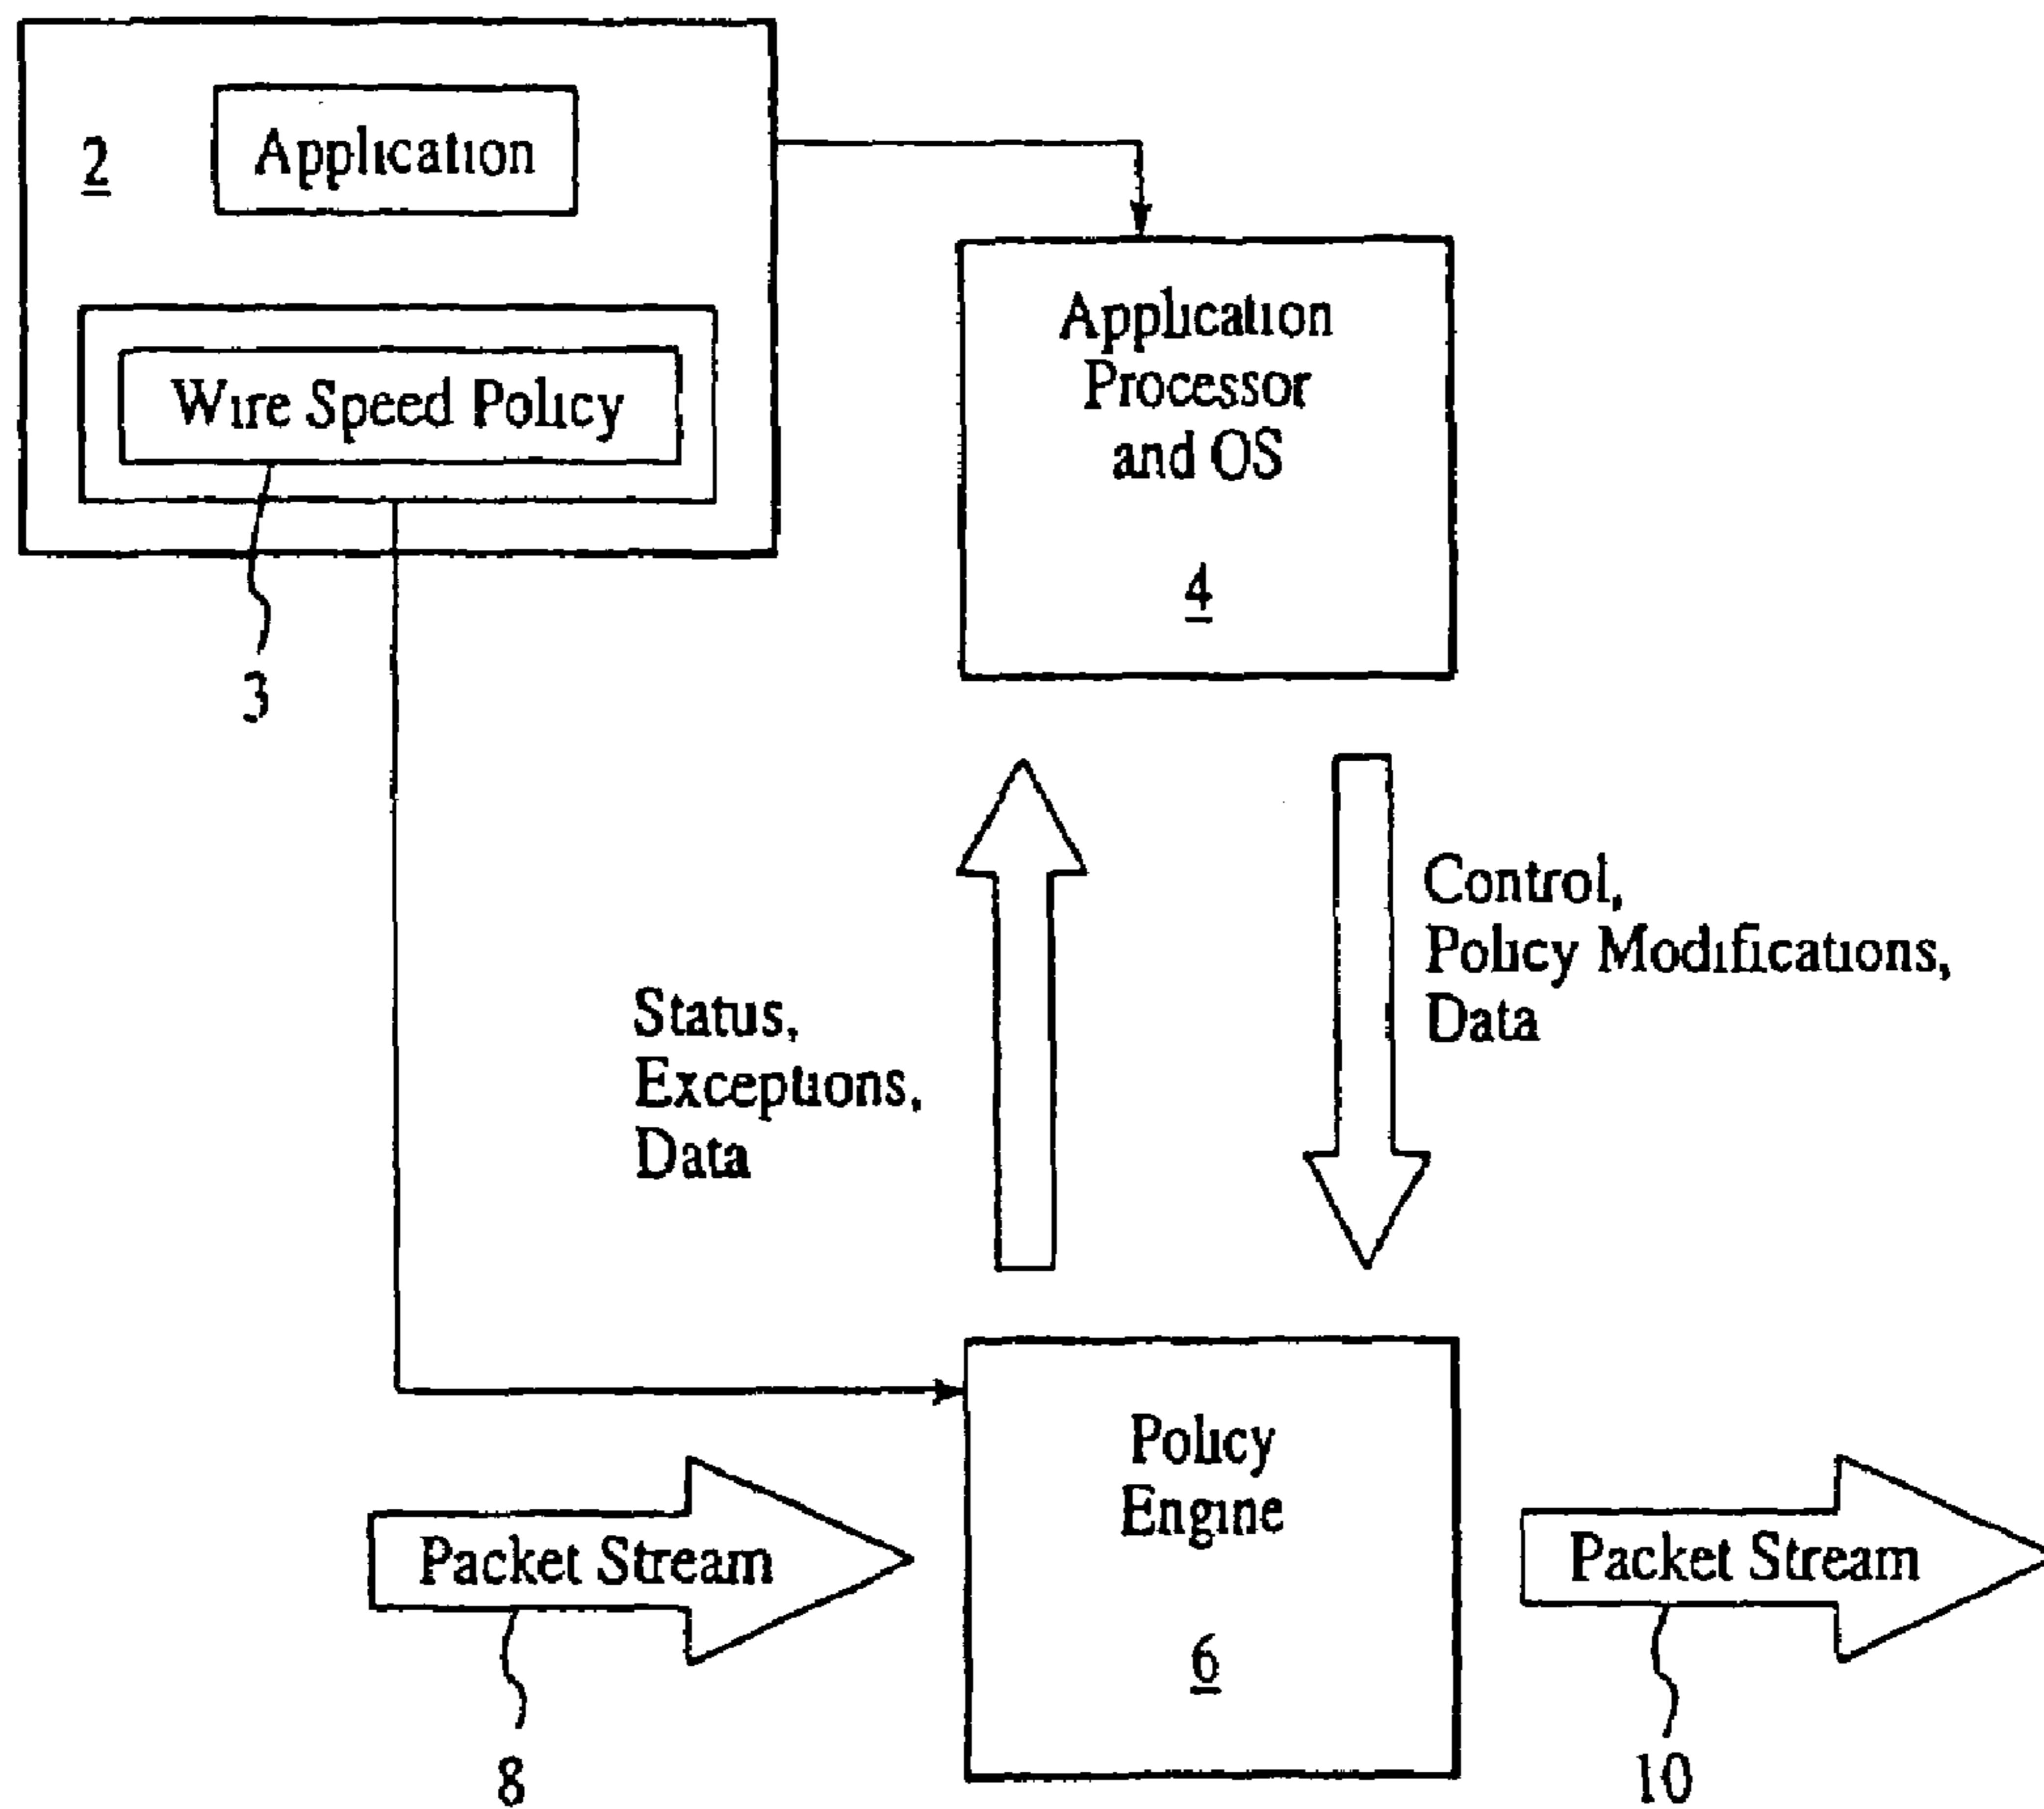 2
Application
Wire Speed Policy
3
Application
Processor
and OS
4
Status,
Exceptions,
Data
Control,
Policy Modifications,
Data
Policy
Engine
6
Packet Stream
8
Packet Stream
10